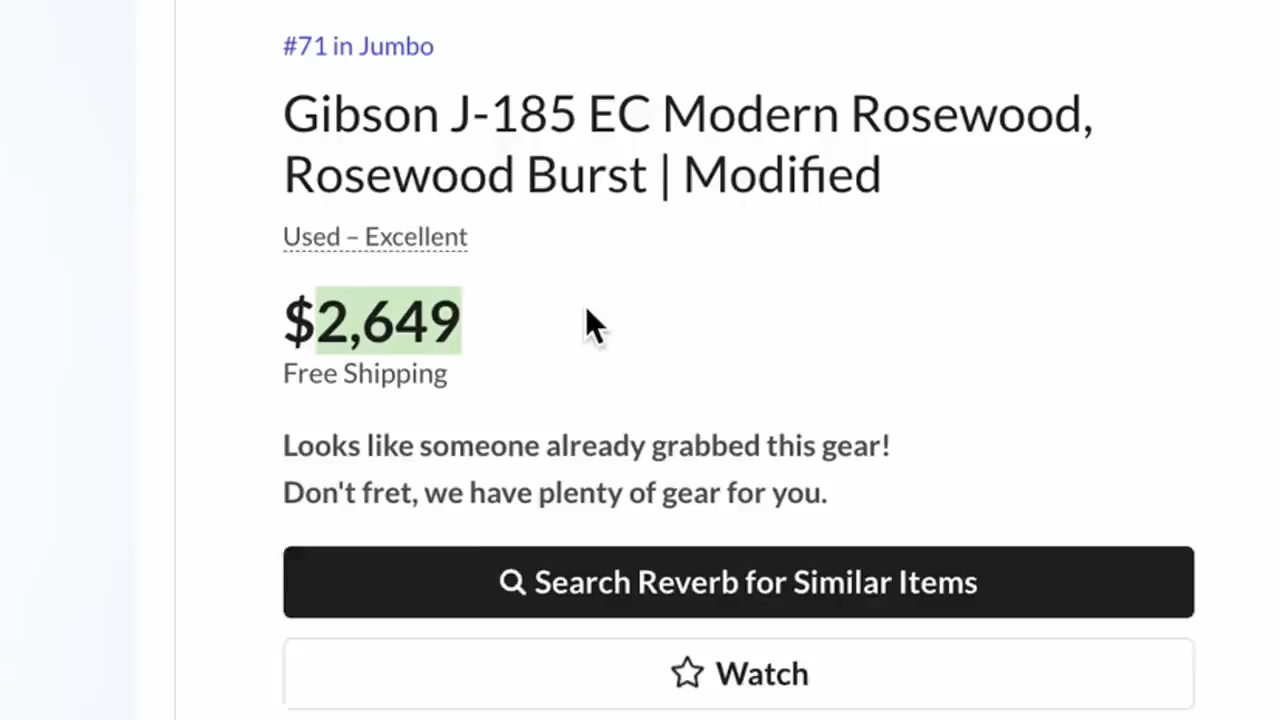 #71 in Jumbo
Gibson J-185 EC Modern Rosewood,
Rosewood Burst | Modified
Used – Excellent
$2,649
Free Shipping
Looks like someone already grabbed this gear!
Don't fret, we have plenty of gear for you.
Search Reverb for Similar Items
Watch